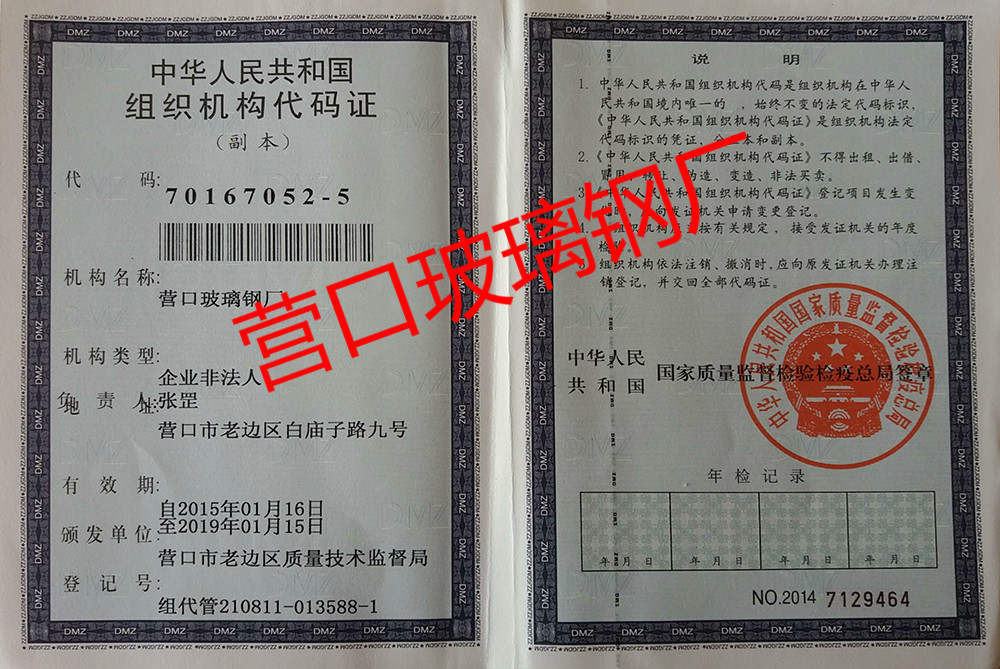 中华人民共和国
组织机构代码证
（副本）
代 码:
70167052-5
机构名称:
营口玻璃钢厂
机构类型:
企业非法人
负 责 人:
张罡
地 址:
营口市老边区白庙子路九号
有 效 期:
自2015年01月16日
至2019年01月15日
颁发单位:
营口市老边区质量技术监督局
登 记 号:
组代管210811-013588-1
说 明
1. 中华人民共和国组织机构代码是组织机构在中华人
民共和国境内唯一的 ，始终不变的法定代码标识，
《中华人民共和国组织机构代码证》是组织机构法定
代码标识的凭证，分 本和副本。
2.《中华人民共和国组织机构代码证》不得出租、出借、
冒用、转让、伪造、变造、非法买卖。
3. 《中华人民共和国组织机构代码证》登记项目发生变
向发证机关申请变更登记。
4. 组织机构应当按有关规定，接受发证机关的年度
检
5. 组织机构依法注销、撤消时，应向原发证机关办理注
销登记，并交回全部代码证。
中华人民
共和国
国家质量监督检验检疫总局签章
中华人民共和国国家质量监督检验检疫总局
年检记录
年 月 日
年 月 日
年 月 日
年 月 日
NO.2014 7129464
营口玻璃钢厂